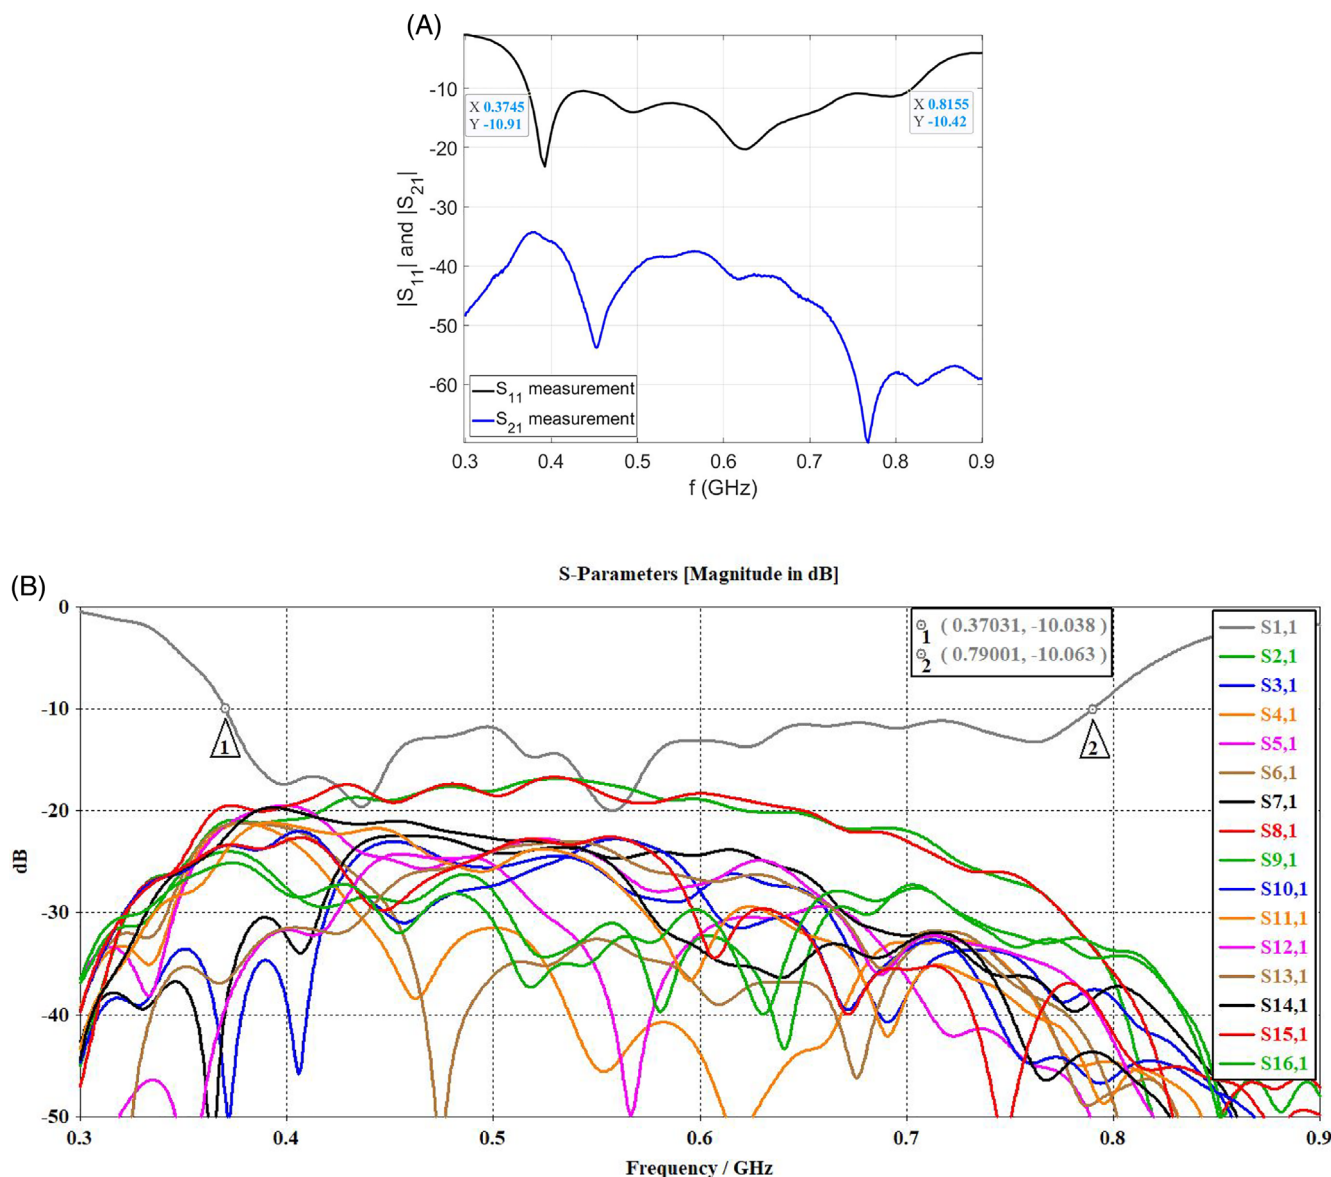 (A)
-10
-20
-30
-40
-50
-60
|S11| and |S21|
X 0.3745
Y -10.91
X 0.8155
Y -10.42
S11 measurement
S21 measurement
0.3 0.4 0.5 0.6 0.7 0.8 0.9
f (GHz)
(B)
S-Parameters [Magnitude in dB]
0
-10
-20
-30
-40
-50
dB
1
2
1 ( 0.37031, -10.038 )
2 ( 0.79001, -10.063 )
S1,1
S2,1
S3,1
S4,1
S5,1
S6,1
S7,1
S8,1
S9,1
S10,1
S11,1
S12,1
S13,1
S14,1
S15,1
S16,1
0.3 0.4 0.5 0.6 0.7 0.8 0.9
Frequency / GHz